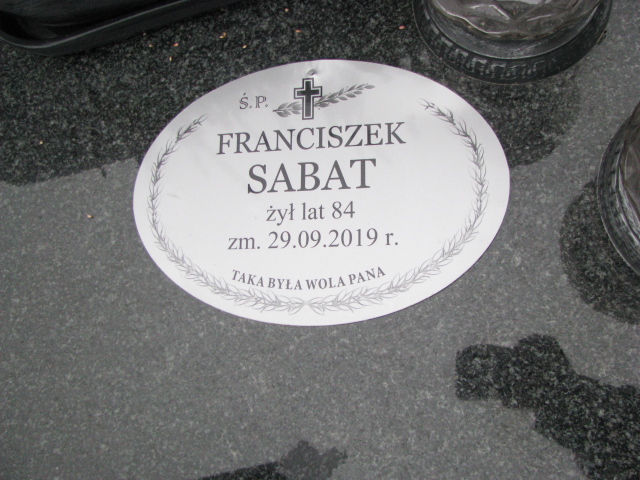 Ś.P.
FRANCISZEK
SABAT
żył lat 84
zm. 29.09.2019 r.
TAKA BYŁA WOLA PANA